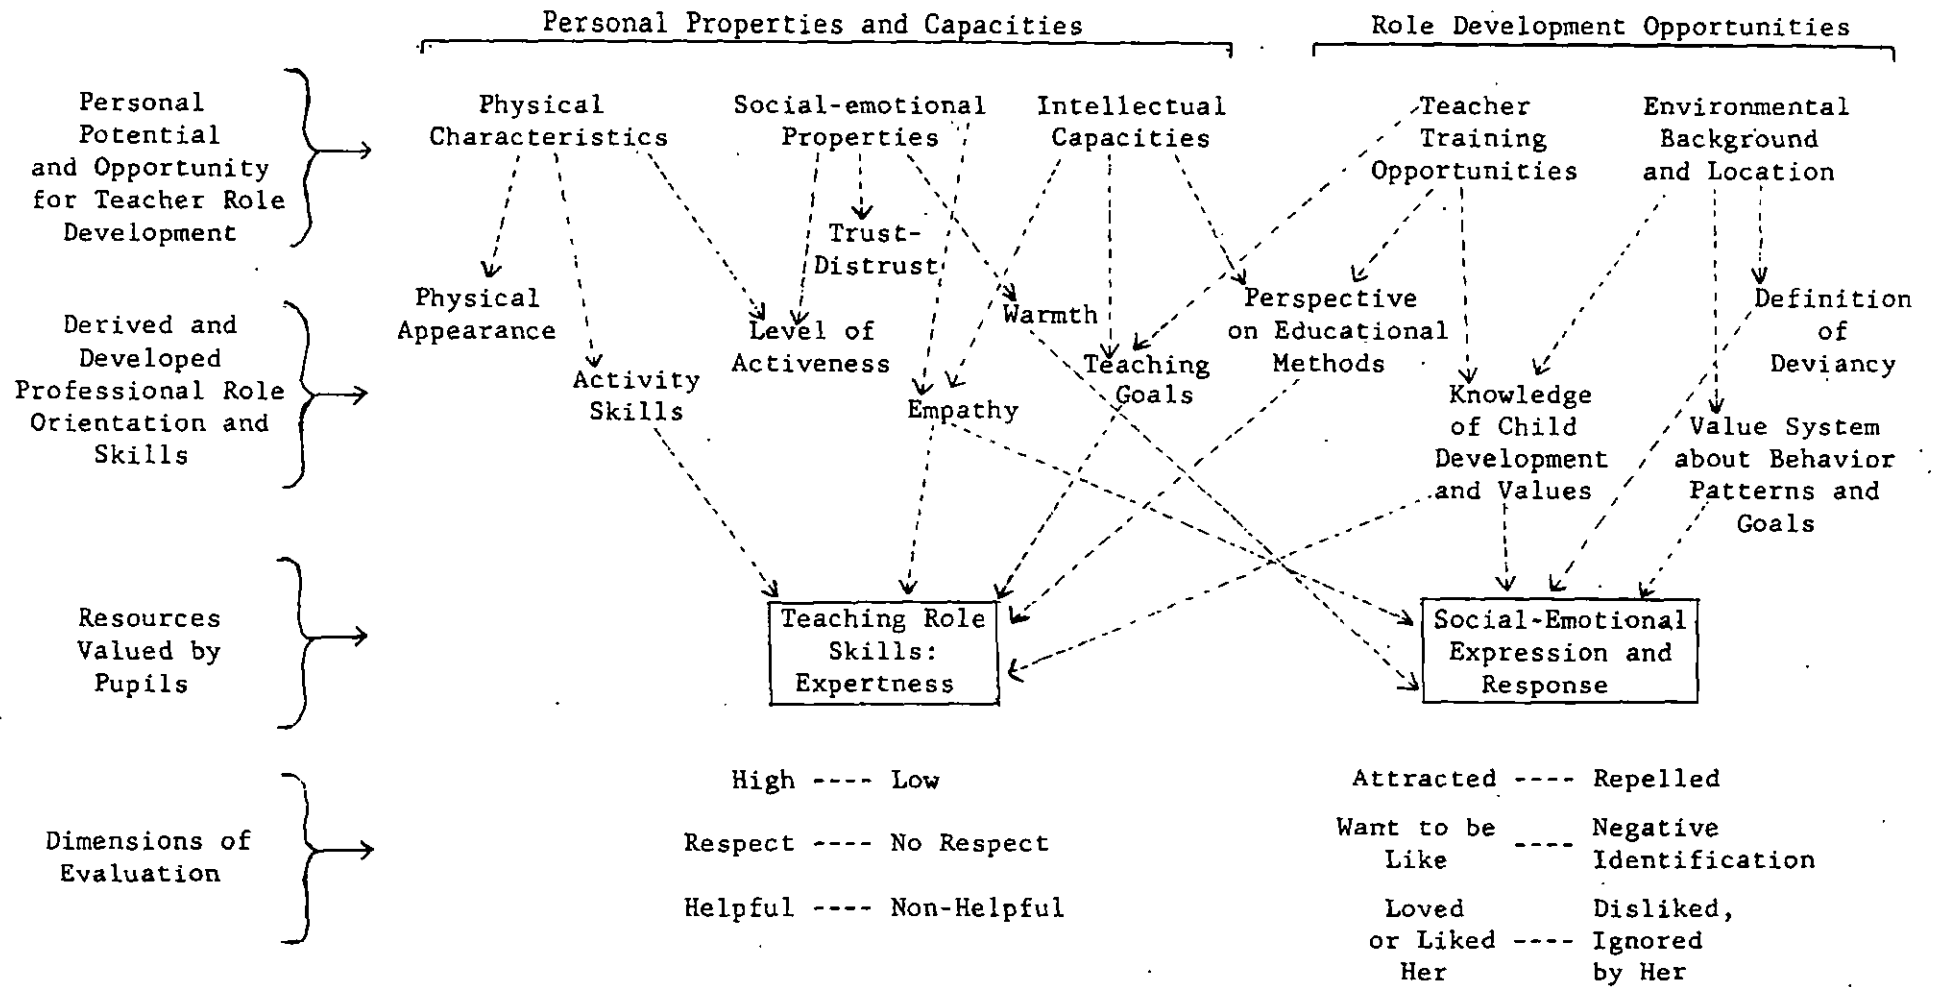 Personal Properties and Capacities
Role Development Opportunities
Personal
Potential
and Opportunity
for Teacher Role
Development
Physical
Characteristics
Social-emotional
Properties
Intellectual
Capacities
Teacher
Training
Opportunities
Environmental
Background
and Location
Trust-
Distrust
Derived and
Developed
Professional Role
Orientation and
Skills
Physical
Appearance
Activity
Skills
Level of
Activeness
Empathy
Warmth
Teaching
Goals
Perspective
on Educational
Methods
Knowledge
of Child
Development
and Values
Definition
of
Deviancy
Value System
about Behavior
Patterns and
Goals
Resources
Valued by
Pupils
Teaching Role
Skills:
Expertness
Social-Emotional
Expression and
Response
Dimensions of
Evaluation
High ---- Low
Respect ---- No Respect
Helpful ---- Non-Helpful
Attracted ---- Repelled
Want to be
Like
----
Negative
Identification
Loved
or Liked
Her
----
Disliked,
Ignored
by Her